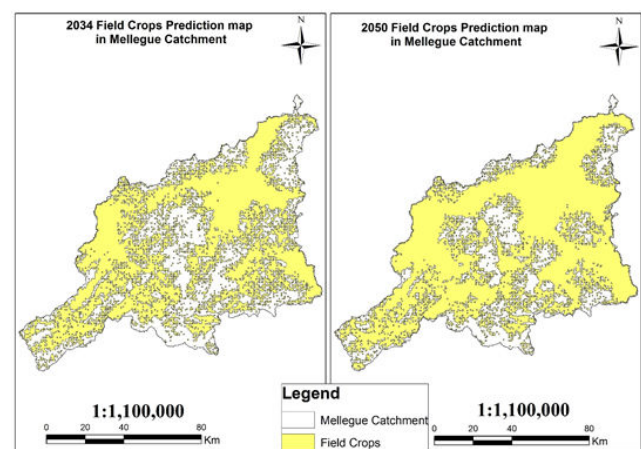 2034 Field Crops Prediction map
in Mellegue Catchment
N
1:1,100,000
0 20 40 80
Km
2050 Field Crops Prediction map
in Mellegue Catchment
N
1:1,100,000
0 20 40 80
Km
Legend
Mellegue Catchment
Field Crops